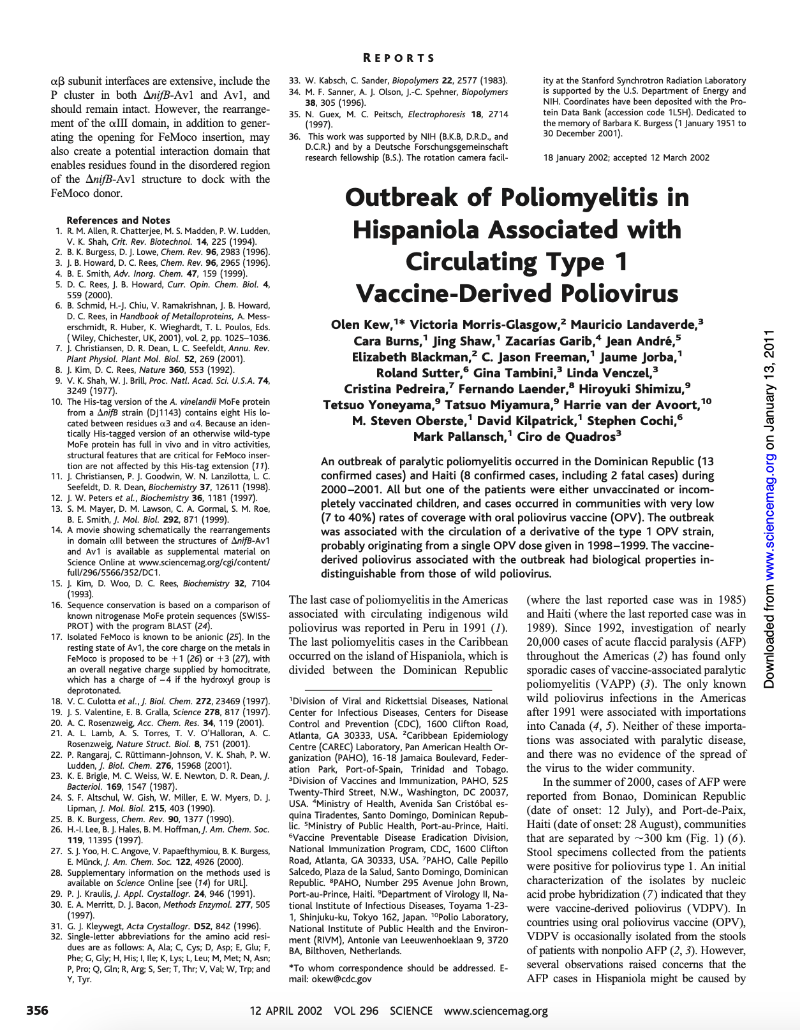 REPORTS
αβ subunit interfaces are extensive, include the
P cluster in both ΔnifB-Av1 and Av1, and
should remain intact. However, the rearrange-
ment of the αIII domain, in addition to gener-
ating the opening for FeMoco insertion, may
also create a potential interaction domain that
enables residues found in the disordered region
of the ΔnifB-Av1 structure to dock with the
FeMoco donor.
References and Notes
1. R. M. Allen, R. Chatterjee, M. S. Madden, P. W. Ludden,
V. K. Shah, Crit. Rev. Biotechnol. 14, 225 (1994).
2. B. K. Burgess, D. J. Lowe, Chem. Rev. 96, 2983 (1996).
3. J. B. Howard, D. C. Rees, Chem. Rev. 96, 2965 (1996).
4. B. E. Smith, Adv. Inorg. Chem. 47, 159 (1999).
5. D. C. Rees, J. B. Howard, Curr. Opin. Chem. Biol. 4,
559 (2000).
6. B. Schmid, H.-J. Chiu, V. Ramakrishnan, J. B. Howard,
D. C. Rees, in Handbook of Metalloproteins, A. Mess-
erschmidt, R. Huber, K. Wieghardt, T. L. Poulos, Eds.
(Wiley, Chichester, UK, 2001), vol. 2, pp. 1025–1036.
7. J. Christiansen, D. R. Dean, L. C. Seefeldt, Annu. Rev.
Plant Physiol. Plant Mol. Biol. 52, 269 (2001).
8. J. Kim, D. C. Rees, Nature 360, 553 (1992).
9. V. K. Shah, W. J. Brill, Proc. Natl. Acad. Sci. U.S.A. 74,
3249 (1977).
10. The His-tag version of the A. vinelandii MoFe protein
from a ΔnifB strain (DJ1143) contains eight His lo-
cated between residues α3 and α4. Because an iden-
tically His-tagged version of an otherwise wild-type
MoFe protein has full in vivo and in vitro activities,
structural features that are critical for FeMoco inser-
tion are not affected by this His-tag extension (11).
11. J. Christiansen, P. J. Goodwin, W. N. Lanzilotta, L. C.
Seefeldt, D. R. Dean, Biochemistry 37, 12611 (1998).
12. J. W. Peters et al., Biochemistry 36, 1181 (1997).
13. S. M. Mayer, D. M. Lawson, C. A. Gormal, S. M. Roe,
B. E. Smith, J. Mol. Biol. 292, 871 (1999).
14. A movie showing schematically the rearrangements
in domain αIII between the structures of ΔnifB-Av1
and Av1 is available as supplemental material on
Science Online at www.sciencemag.org/cgi/content/
full/296/5566/352/DC1.
15. J. Kim, D. Woo, D. C. Rees, Biochemistry 32, 7104
(1993).
16. Sequence conservation is based on a comparison of
known nitrogenase MoFe protein sequences (SWISS-
PROT) with the program BLAST (24).
17. Isolated FeMoco is known to be anionic (25). In the
resting state of Av1, the core charge on the metals in
FeMoco is proposed to be +1 (26) or +3 (27), with
an overall negative charge supplied by homocitrate,
which has a charge of −4 if the hydroxyl group is
deprotonated.
18. V. C. Culotta et al., J. Biol. Chem. 272, 23469 (1997).
19. J. S. Valentine, E. B. Gralla, Science 278, 817 (1997).
20. A. C. Rosenzweig, Acc. Chem. Res. 34, 119 (2001).
21. A. L. Lamb, A. S. Torres, T. V. O'Halloran, A. C.
Rosenzweig, Nature Struct. Biol. 8, 751 (2001).
22. P. Rangaraj, C. Rüttimann-Johnson, V. K. Shah, P. W.
Ludden, J. Biol. Chem. 276, 15968 (2001).
23. K. E. Brigle, M. C. Weiss, W. E. Newton, D. R. Dean, J.
Bacteriol. 169, 1547 (1987).
24. S. F. Altschul, W. Gish, W. Miller, E. W. Myers, D. J.
Lipman, J. Mol. Biol. 215, 403 (1990).
25. B. K. Burgess, Chem. Rev. 90, 1377 (1990).
26. H.-I. Lee, B. J. Hales, B. M. Hoffman, J. Am. Chem. Soc.
119, 11395 (1997).
27. S. J. Yoo, H. C. Angove, V. Papaefthymiou, B. K. Burgess,
E. Münck, J. Am. Chem. Soc. 122, 4926 (2000).
28. Supplementary information on the methods used is
available on Science Online [see (14) for URL].
29. P. J. Kraulis, J. Appl. Crystallogr. 24, 946 (1991).
30. E. A. Merritt, D. J. Bacon, Methods Enzymol. 277, 505
(1997).
31. G. J. Kleywegt, Acta Crystallogr. D52, 842 (1996).
32. Single-letter abbreviations for the amino acid resi-
dues are as follows: A, Ala; C, Cys; D, Asp; E, Glu; F,
Phe; G, Gly; H, His; I, Ile; K, Lys; L, Leu; M, Met; N, Asn;
P, Pro; Q, Gln; R, Arg; S, Ser; T, Thr; V, Val; W, Trp; and
Y, Tyr.
33. W. Kabsch, C. Sander, Biopolymers 22, 2577 (1983).
34. M. F. Sanner, A. J. Olson, J.-C. Spehner, Biopolymers
38, 305 (1996).
35. N. Guex, M. C. Peitsch, Electrophoresis 18, 2714
(1997).
36. This work was supported by NIH (B.K.B, D.R.D., and
D.C.R.) and by a Deutsche Forschungsgemeinschaft
research fellowship (B.S.). The rotation camera facil-
ity at the Stanford Synchrotron Radiation Laboratory
is supported by the U.S. Department of Energy and
NIH. Coordinates have been deposited with the Pro-
tein Data Bank (accession code 1L5H). Dedicated to
the memory of Barbara K. Burgess (1 January 1951 to
30 December 2001).
18 January 2002; accepted 12 March 2002
Outbreak of Poliomyelitis in
Hispaniola Associated with
Circulating Type 1
Vaccine-Derived Poliovirus
Olen Kew,1* Victoria Morris-Glasgow,2 Mauricio Landaverde,3
Cara Burns,1 Jing Shaw,1 Zacarías Garib,4 Jean André,5
Elizabeth Blackman,2 C. Jason Freeman,1 Jaume Jorba,1
Roland Sutter,6 Gina Tambini,3 Linda Venczel,3
Cristina Pedreira,7 Fernando Laender,8 Hiroyuki Shimizu,9
Tetsuo Yoneyama,9 Tatsuo Miyamura,9 Harrie van der Avoort,10
M. Steven Oberste,1 David Kilpatrick,1 Stephen Cochi,6
Mark Pallansch,1 Ciro de Quadros3
An outbreak of paralytic poliomyelitis occurred in the Dominican Republic (13
confirmed cases) and Haiti (8 confirmed cases, including 2 fatal cases) during
2000–2001. All but one of the patients were either unvaccinated or incom-
pletely vaccinated children, and cases occurred in communities with very low
(7 to 40%) rates of coverage with oral poliovirus vaccine (OPV). The outbreak
was associated with the circulation of a derivative of the type 1 OPV strain,
probably originating from a single OPV dose given in 1998–1999. The vaccine-
derived poliovirus associated with the outbreak had biological properties in-
distinguishable from those of wild poliovirus.
The last case of poliomyelitis in the Americas
associated with circulating indigenous wild
poliovirus was reported in Peru in 1991 (1).
The last poliomyelitis cases in the Caribbean
occurred on the island of Hispaniola, which is
divided between the Dominican Republic
1Division of Viral and Rickettsial Diseases, National
Center for Infectious Diseases, Centers for Disease
Control and Prevention (CDC), 1600 Clifton Road,
Atlanta, GA 30333, USA. 2Caribbean Epidemiology
Centre (CAREC) Laboratory, Pan American Health Or-
ganization (PAHO), 16-18 Jamaica Boulevard, Feder-
ation Park, Port-of-Spain, Trinidad and Tobago.
3Division of Vaccines and Immunization, PAHO, 525
Twenty-Third Street, N.W., Washington, DC 20037,
USA. 4Ministry of Health, Avenida San Cristóbal es-
quina Tiradentes, Santo Domingo, Dominican Repub-
lic. 5Ministry of Public Health, Port-au-Prince, Haiti.
6Vaccine Preventable Disease Eradication Division,
National Immunization Program, CDC, 1600 Clifton
Road, Atlanta, GA 30333, USA. 7PAHO, Calle Pepillo
Salcedo, Plaza de la Salud, Santo Domingo, Dominican
Republic. 8PAHO, Number 295 Avenue John Brown,
Port-au-Prince, Haiti. 9Department of Virology II, Na-
tional Institute of Infectious Diseases, Toyama 1-23-
1, Shinjuku-ku, Tokyo 162, Japan. 10Polio Laboratory,
National Institute of Public Health and the Environ-
ment (RIVM), Antonie van Leeuwenhoeklaan 9, 3720
BA, Bilthoven, Netherlands.
*To whom correspondence should be addressed. E-
mail: okew@cdc.gov
(where the last reported case was in 1985)
and Haiti (where the last reported case was in
1989). Since 1992, investigation of nearly
20,000 cases of acute flaccid paralysis (AFP)
throughout the Americas (2) has found only
sporadic cases of vaccine-associated paralytic
poliomyelitis (VAPP) (3). The only known
wild poliovirus infections in the Americas
after 1991 were associated with importations
into Canada (4, 5). Neither of these importa-
tions was associated with paralytic disease,
and there was no evidence of the spread of
the virus to the wider community.
In the summer of 2000, cases of AFP were
reported from Bonao, Dominican Republic
(date of onset: 12 July), and Port-de-Paix,
Haiti (date of onset: 28 August), communities
that are separated by ~300 km (Fig. 1) (6).
Stool specimens collected from the patients
were positive for poliovirus type 1. An initial
characterization of the isolates by nucleic
acid probe hybridization (7) indicated that they
were vaccine-derived poliovirus (VDPV). In
countries using oral poliovirus vaccine (OPV),
VDPV is occasionally isolated from the stools
of patients with nonpolio AFP (2, 3). However,
several observations raised concerns that the
AFP cases in Hispaniola might be caused by
Downloaded from www.sciencemag.org on January 13, 2011
356
12 APRIL 2002 VOL 296 SCIENCE www.sciencemag.org